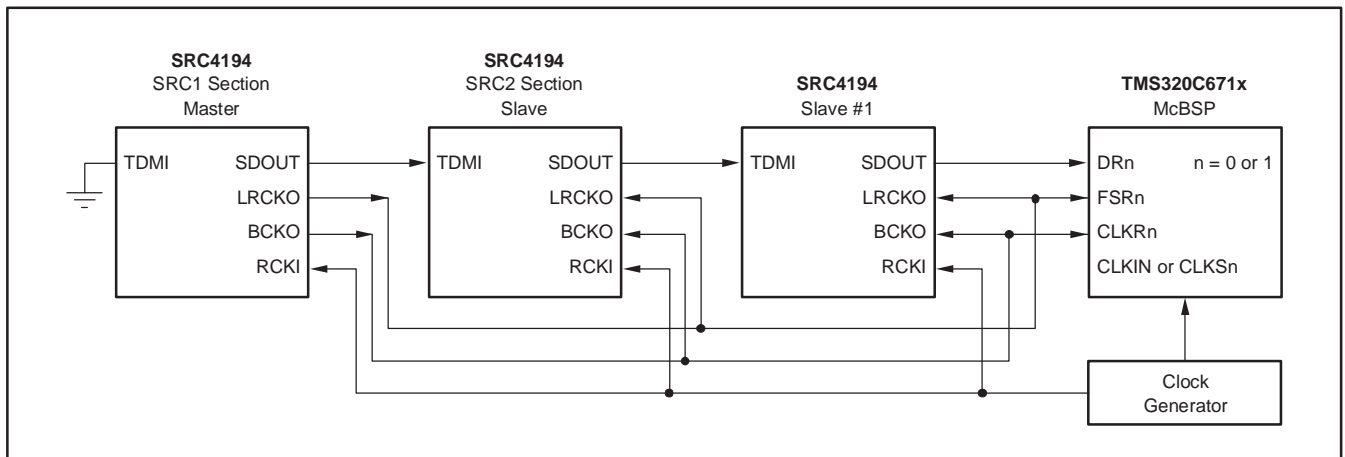 SRC4194
SRC1 Section
Master
SRC4194
SRC2 Section
Slave
SRC4194
Slave #1
TMS320C671x
McBSP
TDMI SDOUT
LRCKO
BCKO
RCKI
TDMI SDOUT
LRCKO
BCKO
RCKI
TDMI SDOUT
LRCKO
BCKO
RCKI
DRn n = 0 or 1
FSRn
CLKRn
CLKIN or CLKSn
Clock
Generator